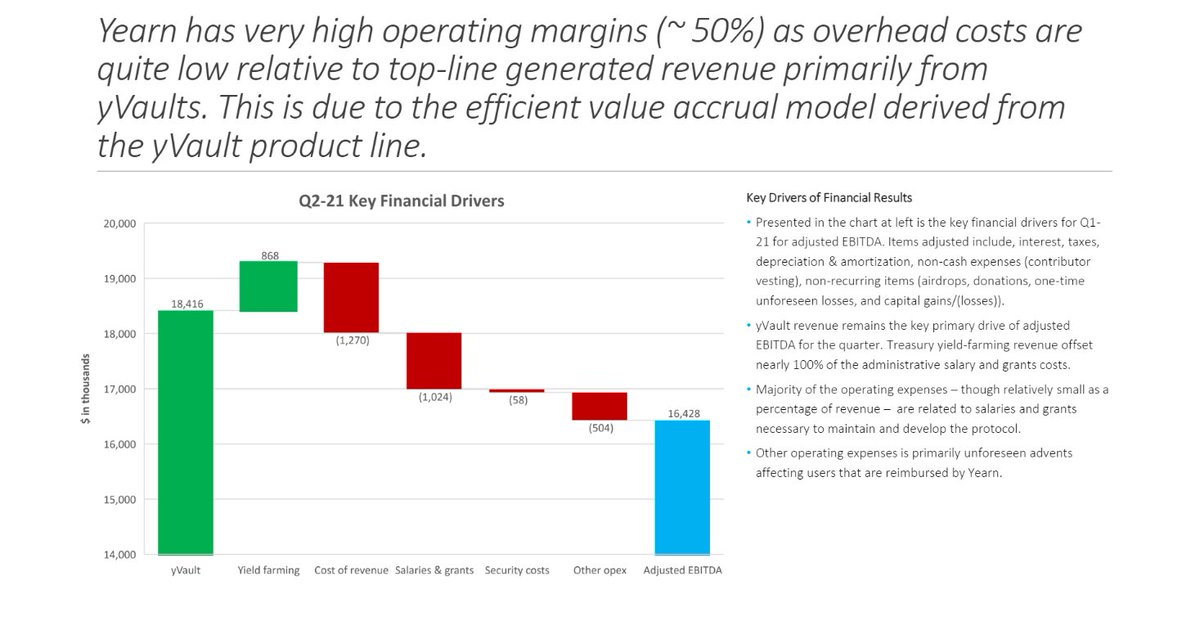 Yearn has very high operating margins (~ 50%) as overhead costs are
quite low relative to top-line generated revenue primarily from
yVaults. This is due to the efficient value accrual model derived from
the yVault product line.
Q2-21 Key Financial Drivers
$ in thousands
20,000
19,000
18,000
17,000
16,000
15,000
14,000
18,416
868
(1,270)
(1,024)
(58)
(504)
16,428
yVault
Yield farming
Cost of revenue
Salaries & grants
Security costs
Other opex
Adjusted EBITDA
Key Drivers of Financial Results
• Presented in the chart at left is the key financial drivers for Q1-
21 for adjusted EBITDA. Items adjusted include, interest, taxes,
depreciation & amortization, non-cash expenses (contributor
vesting), non-recurring items (airdrops, donations, one-time
unforeseen losses, and capital gains/(losses)).
• yVault revenue remains the key primary drive of adjusted
EBITDA for the quarter. Treasury yield-farming revenue offset
nearly 100% of the administrative salary and grants costs.
• Majority of the operating expenses – though relatively small as a
percentage of revenue – are related to salaries and grants
necessary to maintain and develop the protocol.
• Other operating expenses is primarily unforeseen advents
affecting users that are reimbursed by Yearn.